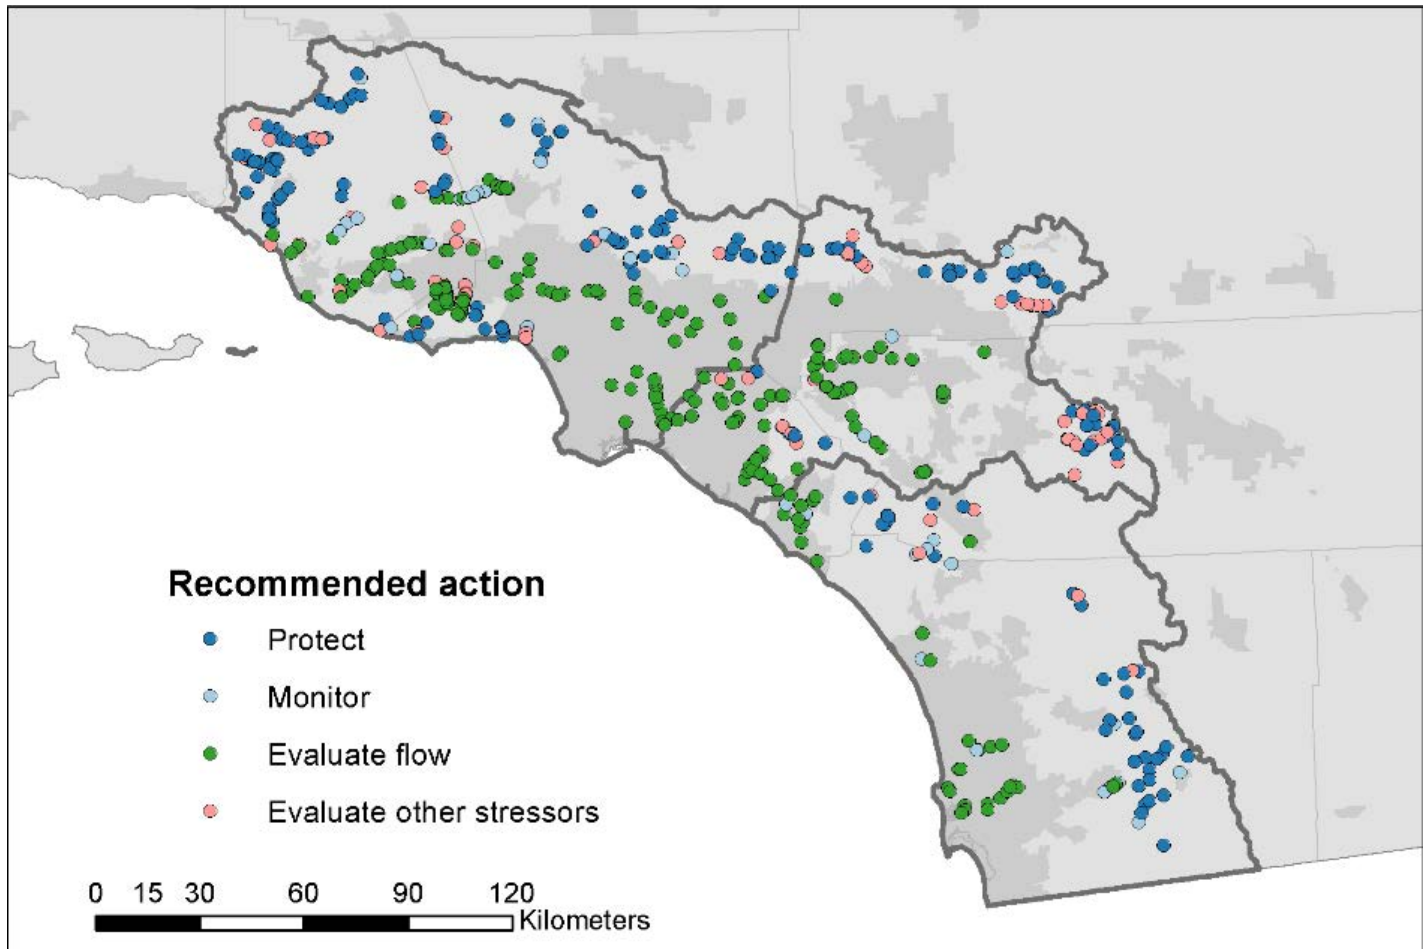 Recommended action
Protect
Monitor
Evaluate flow
Evaluate other stressors
0 15 30 60 90 120
Kilometers